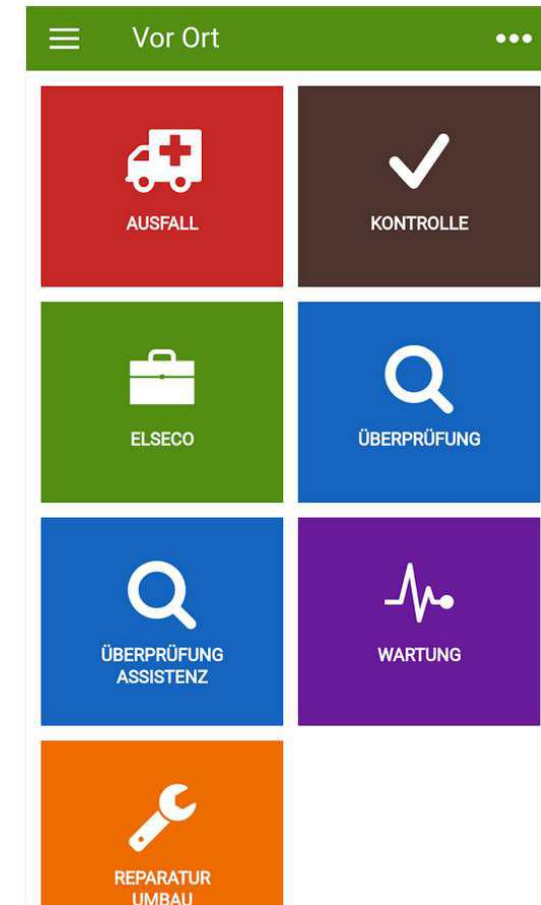 Vor Ort
AUSFALL
KONTROLLE
ELSECO
ÜBERPRÜFUNG
ÜBERPRÜFUNG
ASSISTENZ
WARTUNG
REPARATUR
UMBAU